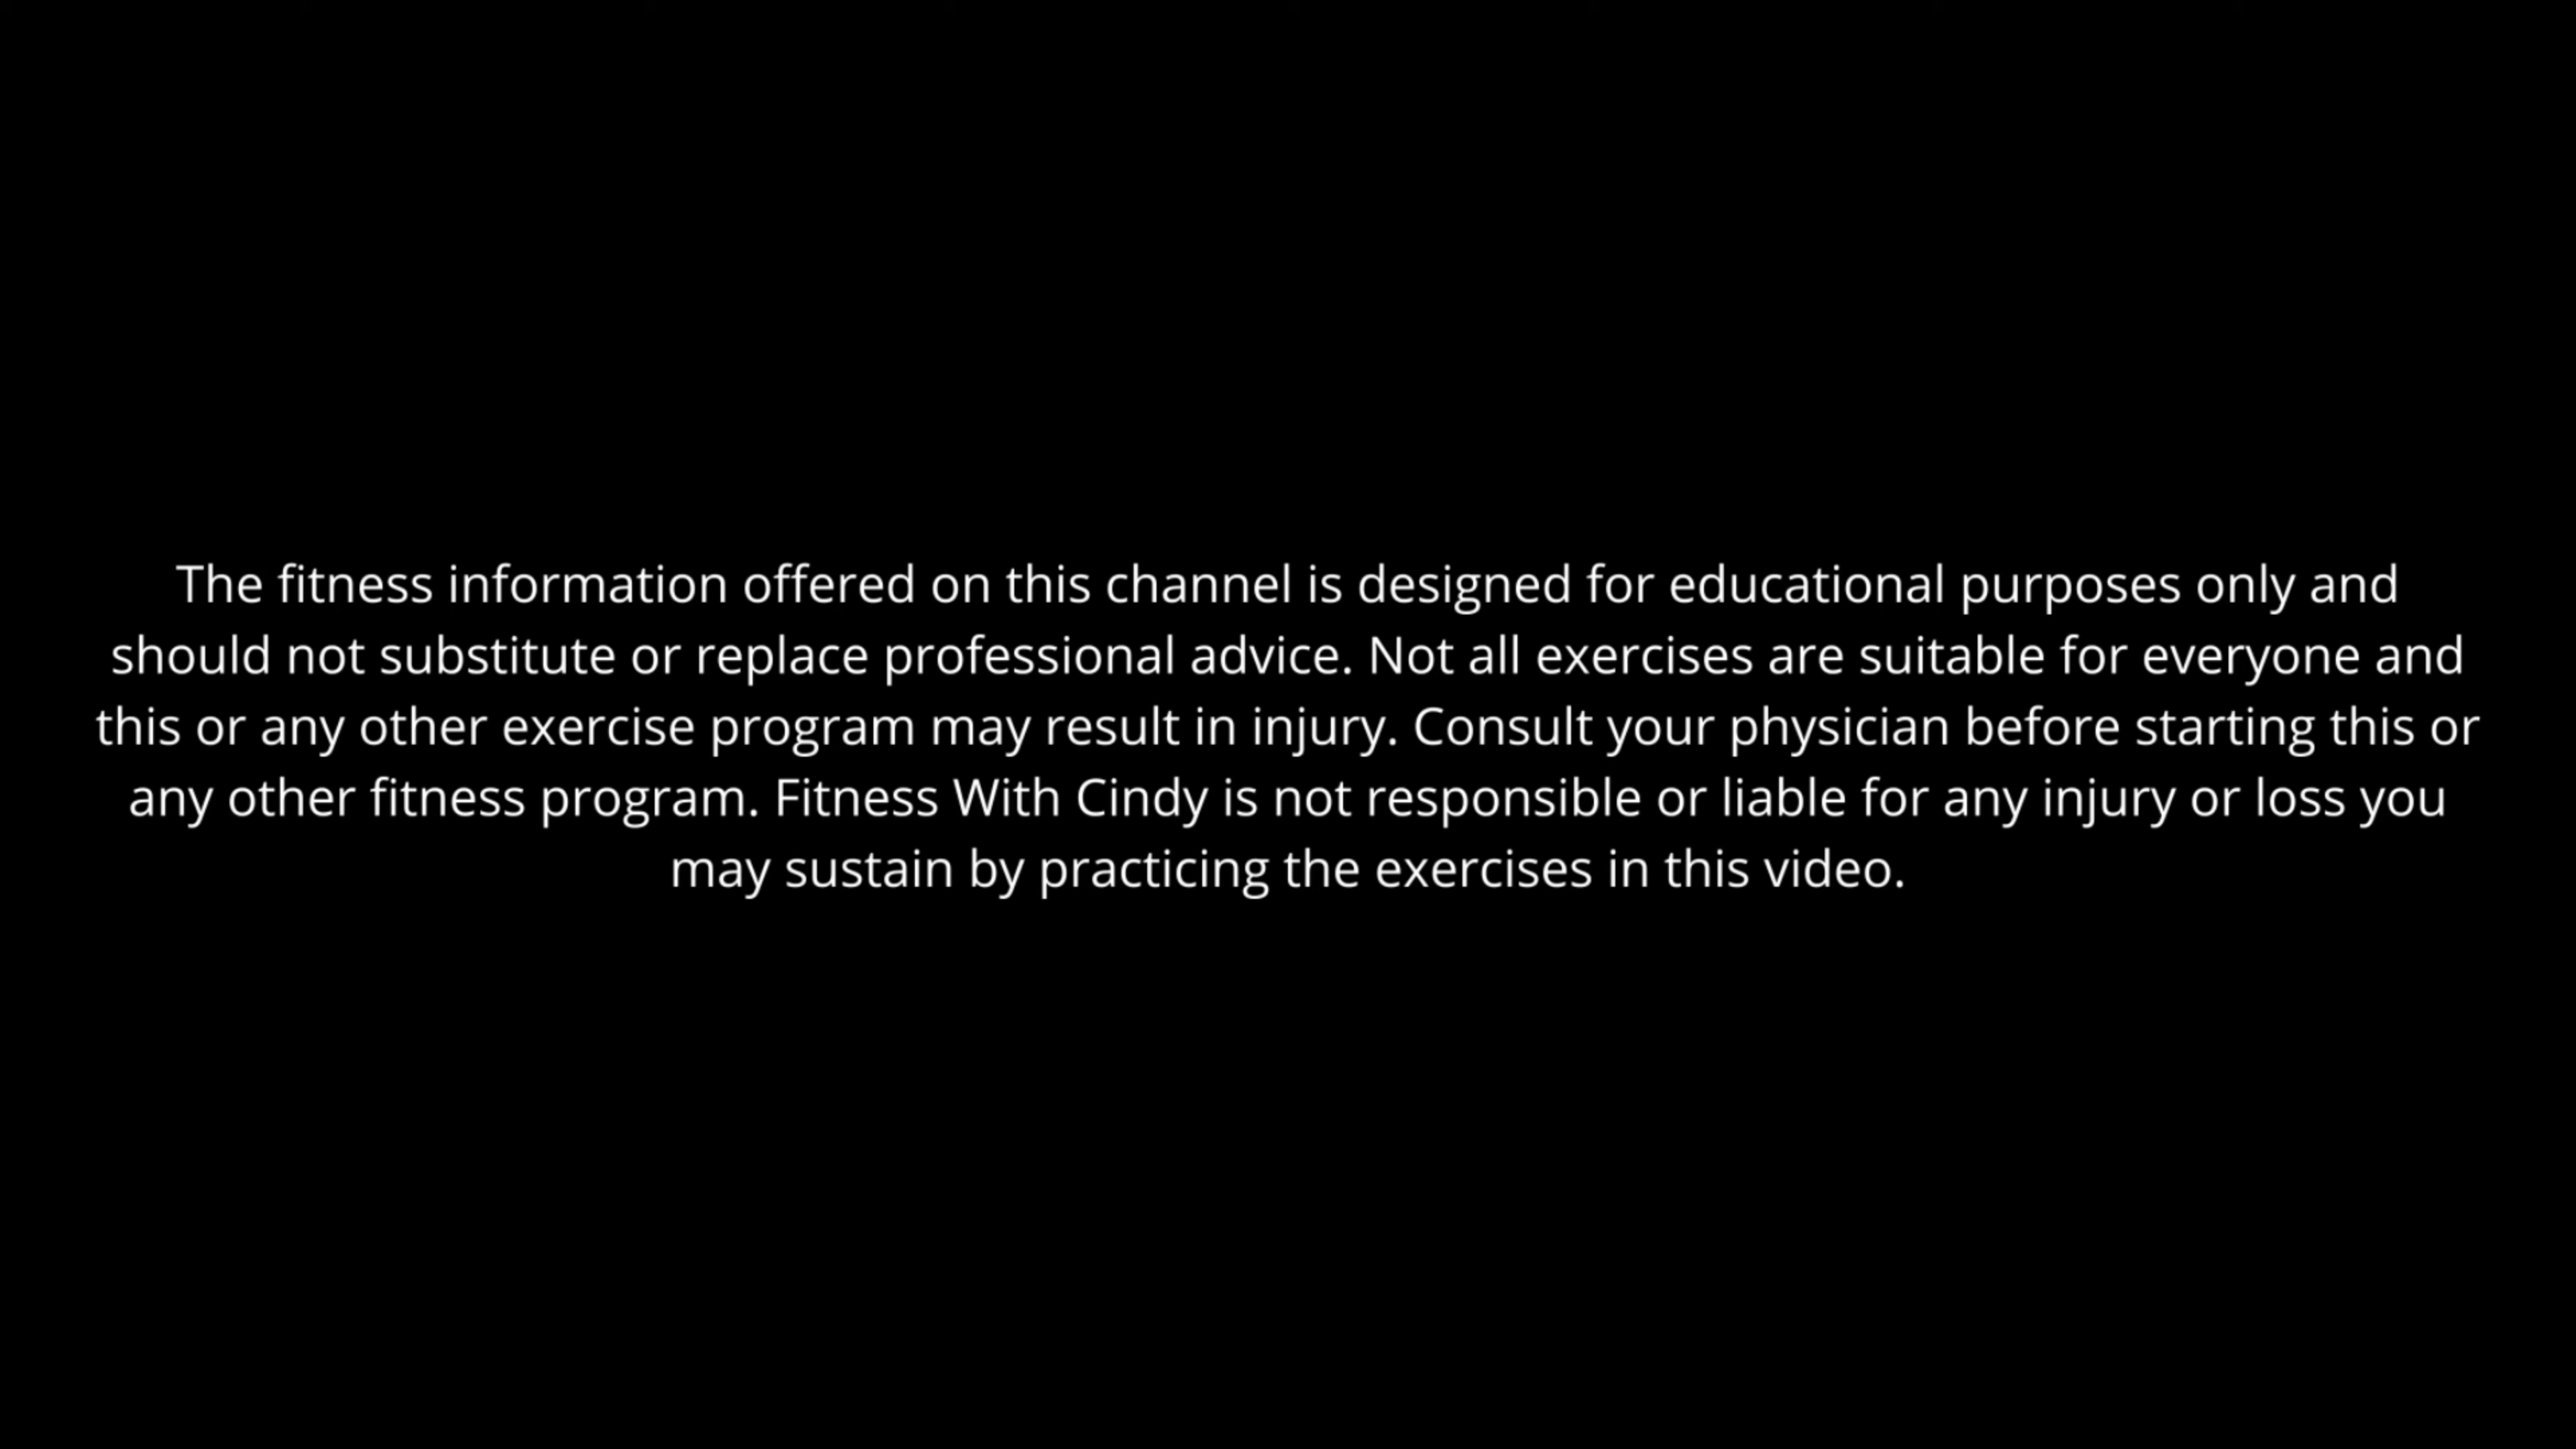 The fitness information offered on this channel is designed for educational purposes only and
should not substitute or replace professional advice. Not all exercises are suitable for everyone and
this or any other exercise program may result in injury. Consult your physician before starting this or
any other fitness program. Fitness With Cindy is not responsible or liable for any injury or loss you
may sustain by practicing the exercises in this video.